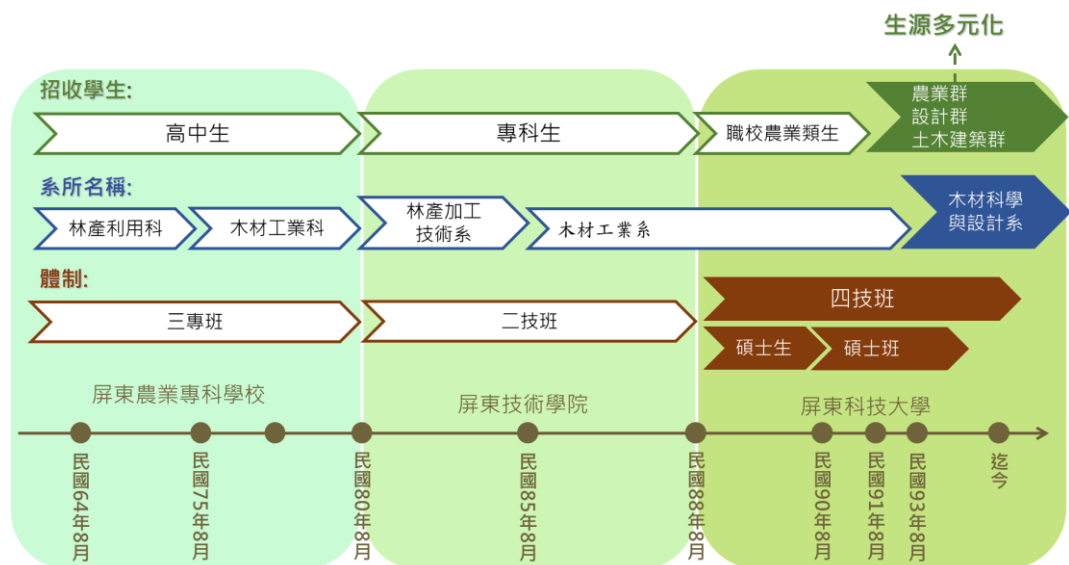 生源多元化
招收學生:
高中生
專科生
職校農業類生
農業群
設計群
土木建築群
系所名稱:
林產利用科
木材工業科
林產加工
技術系
木材工業系
木材科學
與設計系
體制:
三專班
二技班
四技班
碩士生
碩士班
屏東農業專科學校
屏東技術學院
屏東科技大學
民國64年8月
民國75年8月
民國80年8月
民國85年8月
民國88年8月
民國90年8月
民國91年8月
民國93年8月
迄今